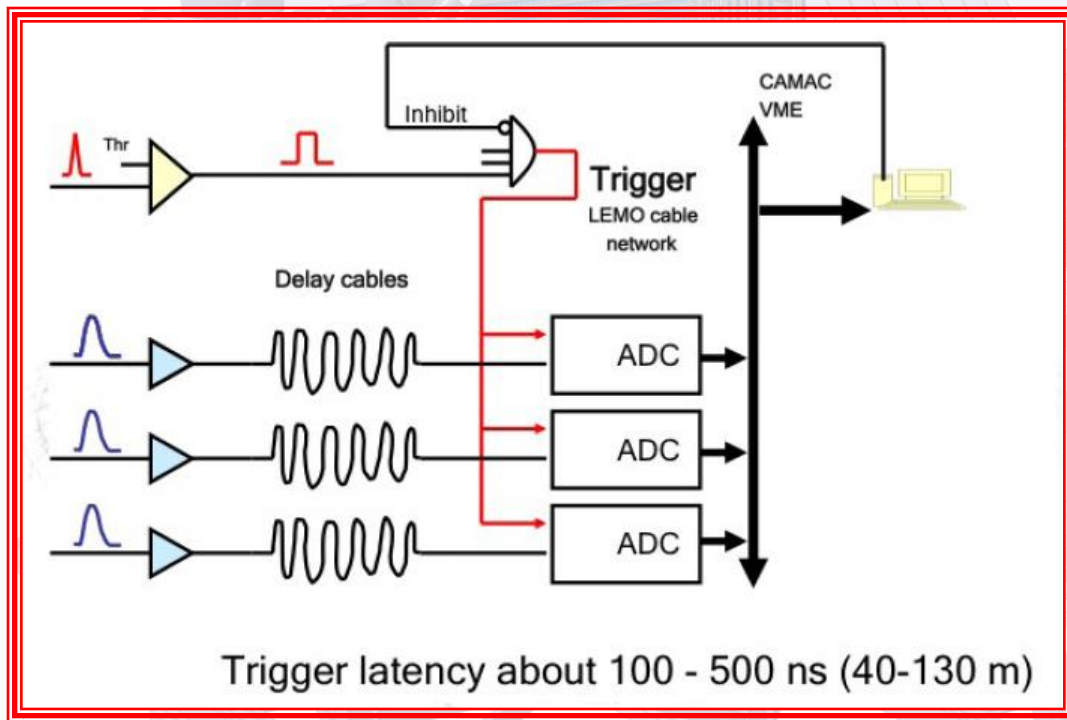 CAMAC
VME
Inhibit
Thr
Trigger
LEMO cable
network
Delay cables
ADC
ADC
ADC
Trigger latency about 100 - 500 ns (40-130 m)